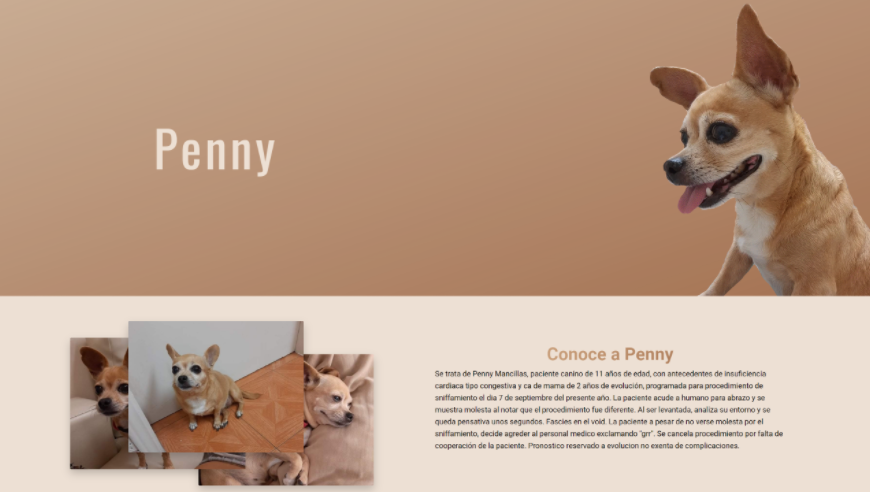 Penny
Conoce a Penny
Se trata de Penny Mancillas, paciente canino de 11 años de edad, con antecedentes de insuficiencia
cardiaca tipo congestiva y ca de mama de 2 años de evolución, programada para procedimiento de
sniffamiento el dia 7 de septiembre del presente año. La paciente acude a humano para abrazo y se
muestra molesta al notar que el procedimiento fue diferente. Al ser levantada, analiza su entorno y se
queda pensativa unos segundos. Fascies en el void. La paciente a pesar de no verse molesta por el
sniffamiento, decide agreder al personal medico exclamando "grr". Se cancela procedimiento por falta de
cooperación de la paciente. Pronostico reservado a evolucion no exenta de complicaciones.